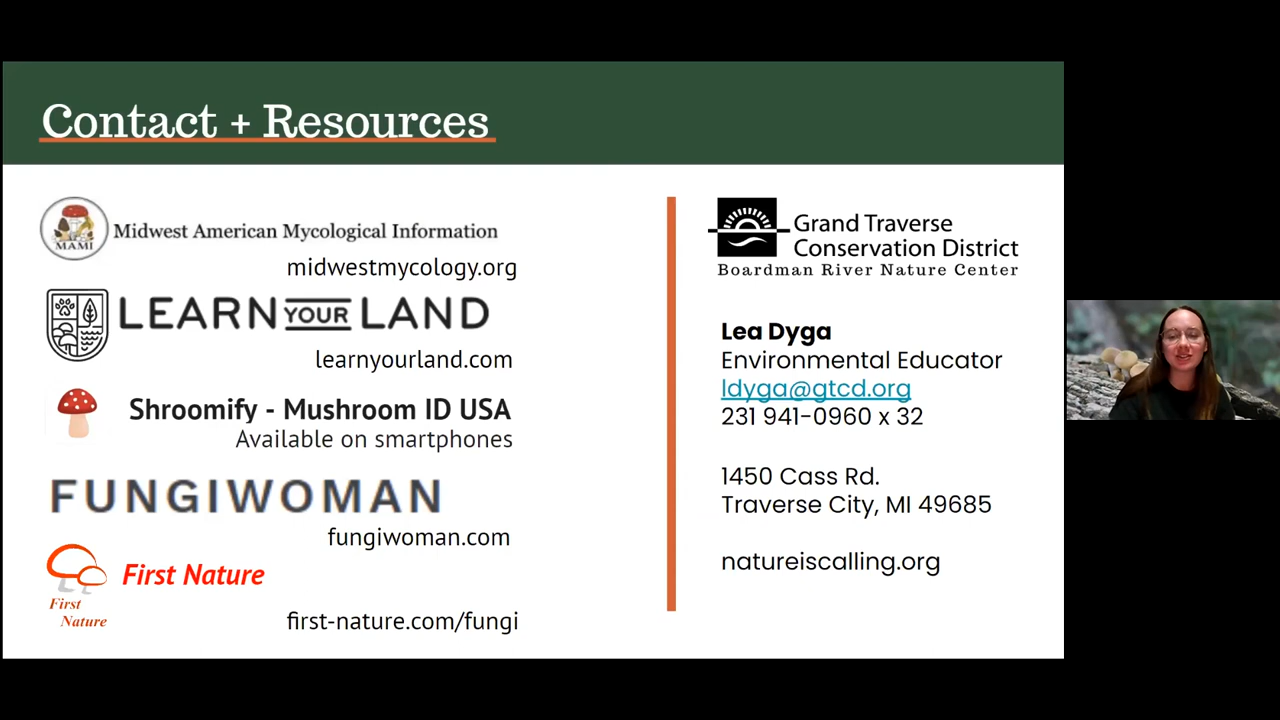 Contact + Resources
MAMI
Midwest American Mycological Information
midwestmycology.org
LEARN YOUR LAND
learnyourland.com
Shroomify - Mushroom ID USA
Available on smartphones
FUNGIWOMAN
fungiwoman.com
First Nature
First
Nature
first-nature.com/fungi
Grand Traverse
Conservation District
Boardman River Nature Center
Lea Dyga
Environmental Educator
ldyga@gtcd.org
231 941-0960 x 32
1450 Cass Rd.
Traverse City, MI 49685
natureiscalling.org